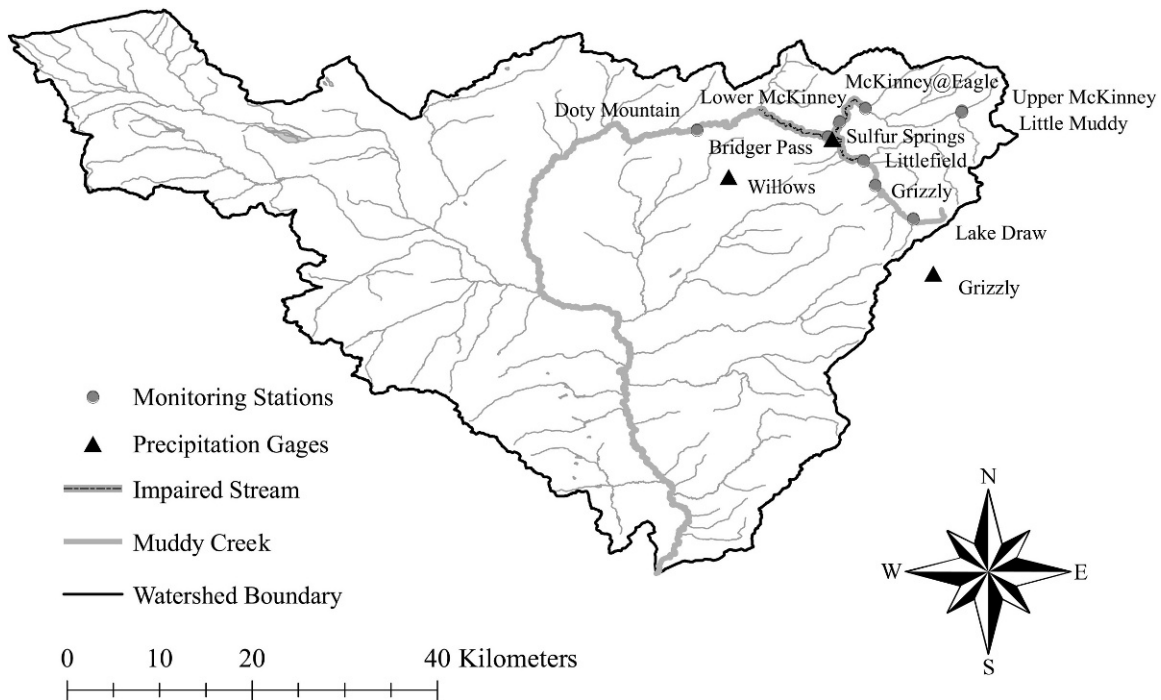 McKinney@Eagle
Upper McKinney
Lower McKinney
Doty Mountain
Little Muddy
Sulfur Springs
Bridger Pass
Littlefield
Willows
Grizzly
Lake Draw
Grizzly
Monitoring Stations
Precipitation Gages
Impaired Stream
Muddy Creek
Watershed Boundary
N
W
E
S
0 10 20 40 Kilometers